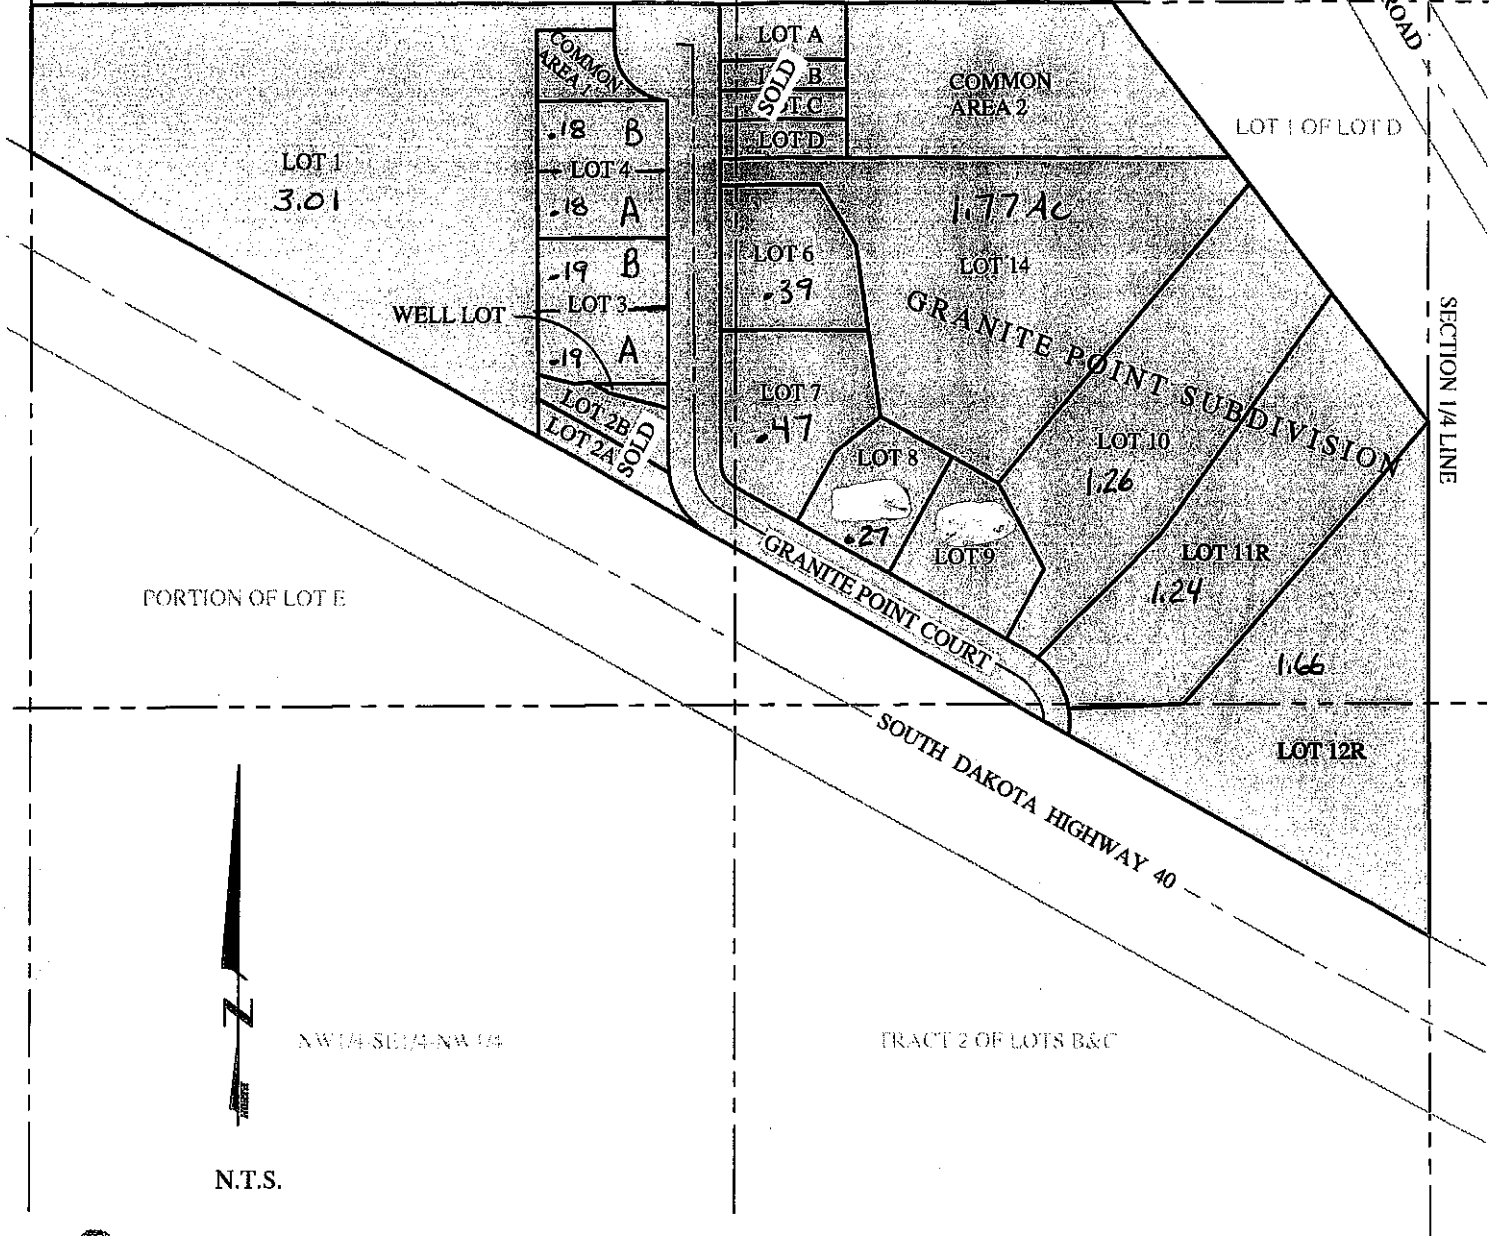 ROAD
LOT A
B
T.C
LOT D
SOLD
COMMON
AREA 1
COMMON
AREA 2
LOT 1 OF LOT D
.18 B
LOT 4
.18 A
LOT 1
3.01
1.77 AC
LOT 14
.19 B
LOT 3
.19 A
WELL LOT
LOT 6
.39
GRANITE POINT SUBDIVISION
SECTION 1/4 LINE
LOT 2B
LOT 2A
SOLD
LOT 7
.47
LOT 8
.27
LOT 9
LOT 10
1.26
LOT 11R
1.24
1.66
LOT 12R
GRANITE POINT COURT
PORTION OF LOT E
SOUTH DAKOTA HIGHWAY 40
N
NW1/4-SE1/4-NW 1/4
TRACT 2 OF LOTS B&C
N.T.S.